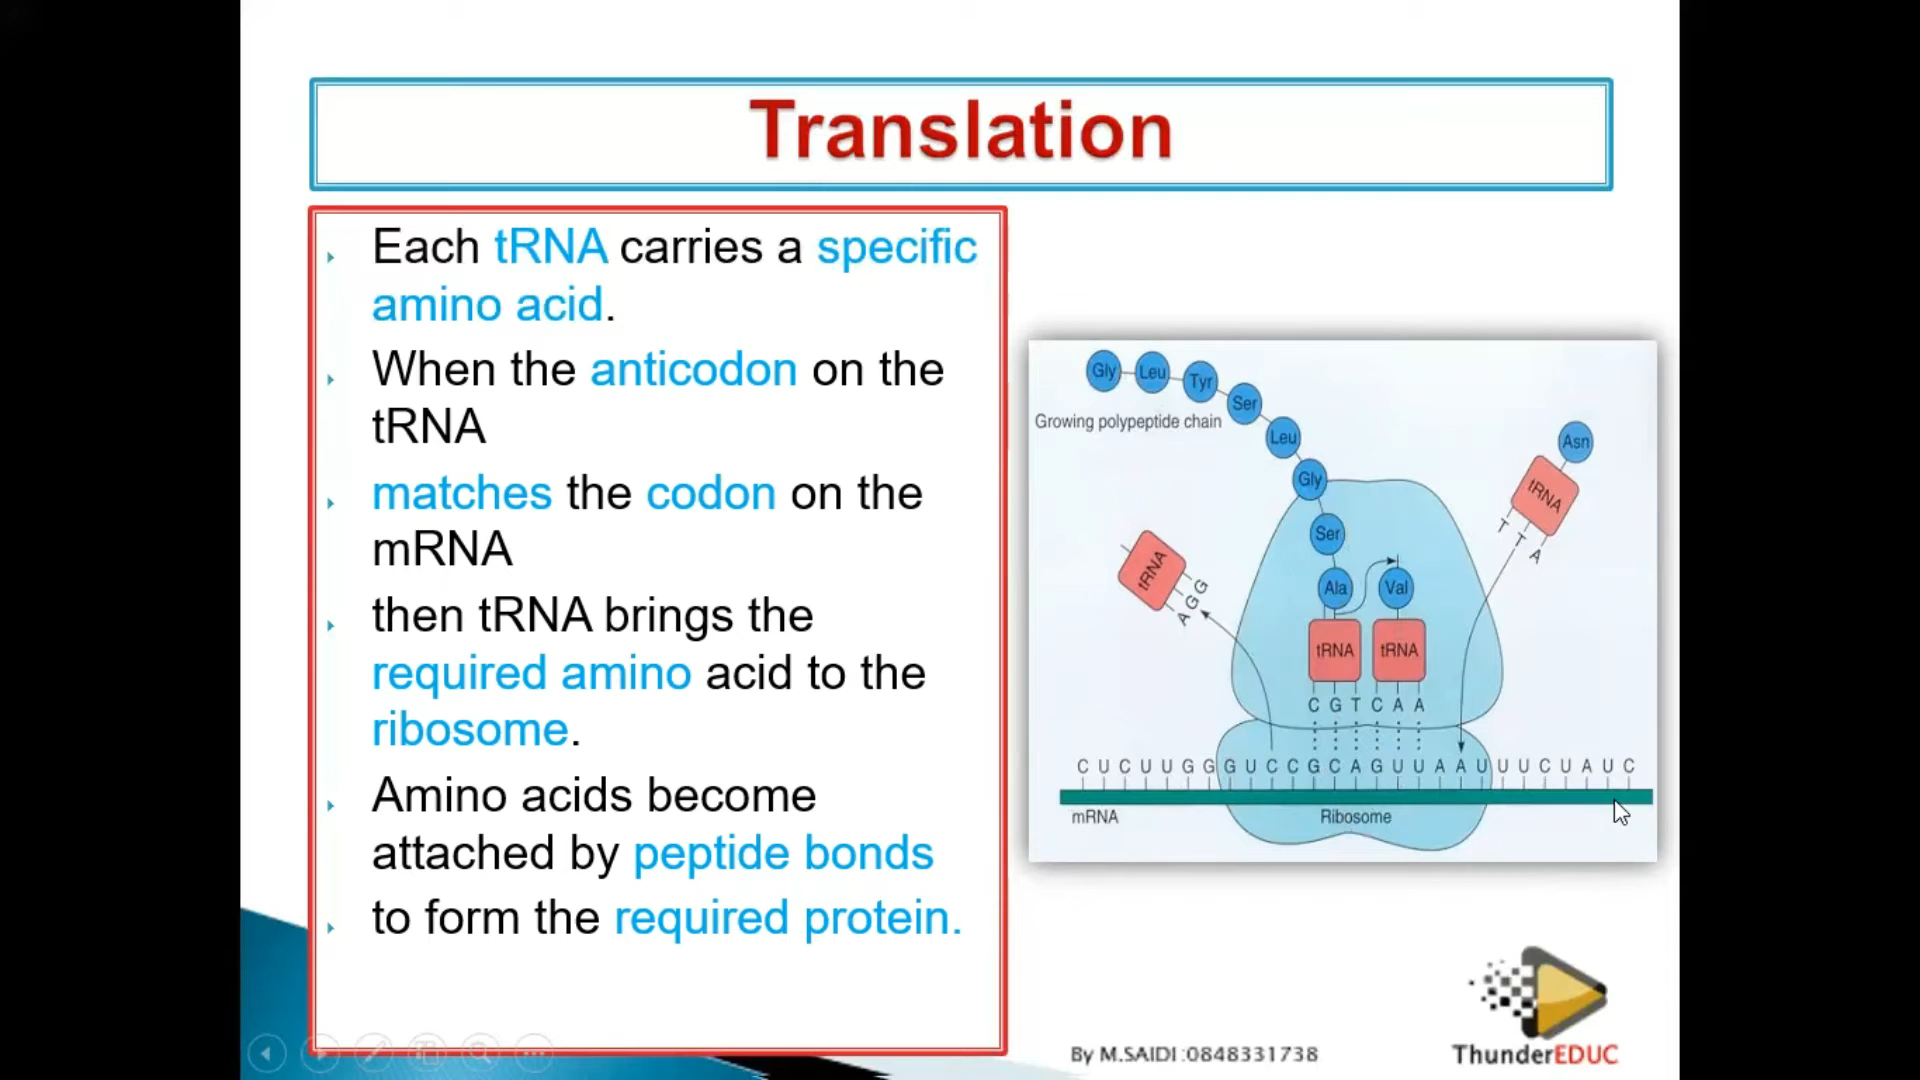 Translation
Each tRNA carries a specific
amino acid.
When the anticodon on the
tRNA
matches the codon on the
mRNA
then tRNA brings the
required amino acid to the
ribosome.
Amino acids become
attached by peptide bonds
to form the required protein.
Gly Leu Tyr Ser Leu Gly Ser Ala Val
Growing polypeptide chain
Asn
tRNA
T T A
tRNA
A G G
tRNA tRNA
C G T C A A
C U C U U G G G U C C G C A G U U A A U U U C U A U C
mRNA
Ribosome
By M.SAIDI :0848331738
ThunderEDUC